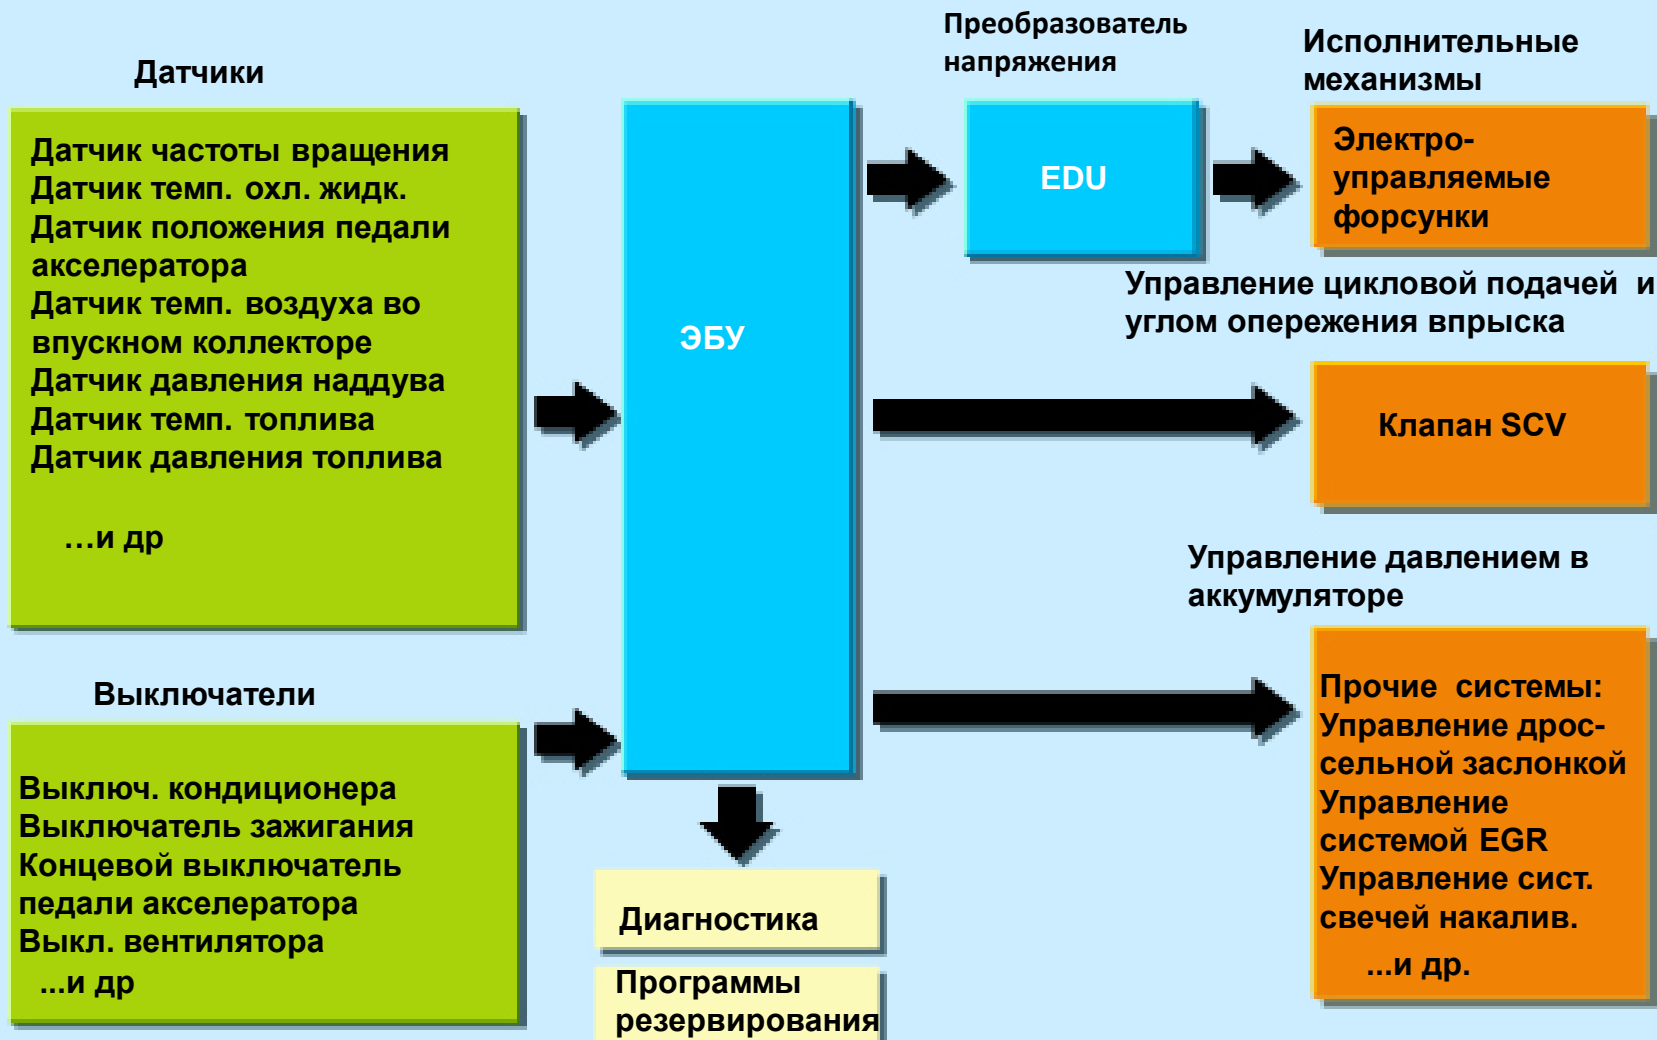 Датчики
Датчик частоты вращения
Датчик темп. охл. жидк.
Датчик положения педали
акселератора
Датчик темп. воздуха во
впускном коллекторе
Датчик давления наддува
Датчик темп. топлива
Датчик давления топлива
...и др
Выключатели
Выключ. кондиционера
Выключатель зажигания
Концевой выключатель
педали акселератора
Выкл. вентилятора
...и др
ЭБУ
Диагностика
Программы
резервирования
Преобразователь
напряжения
EDU
Исполнительные
механизмы
Электро-
управляемые
форсунки
Управление цикловой подачей и
углом опережения впрыска
Клапан SCV
Управление давлением в
аккумуляторе
Прочие системы:
Управление дрос-
сельной заслонкой
Управление
системой EGR
Управление сист.
свечей накалив.
...и др.